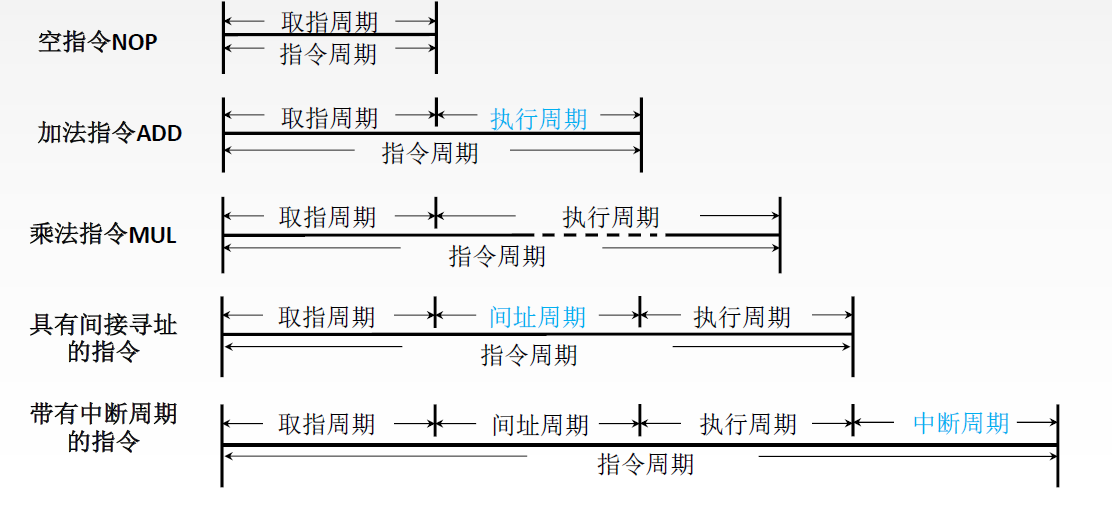 取指周期
空指令NOP
指令周期
取指周期 执行周期
加法指令ADD
指令周期
取指周期 执行周期
乘法指令MUL
指令周期
具有间接寻址
的指令
取指周期 间址周期 执行周期
指令周期
带有中断周期
的指令
取指周期 间址周期 执行周期 中断周期
指令周期